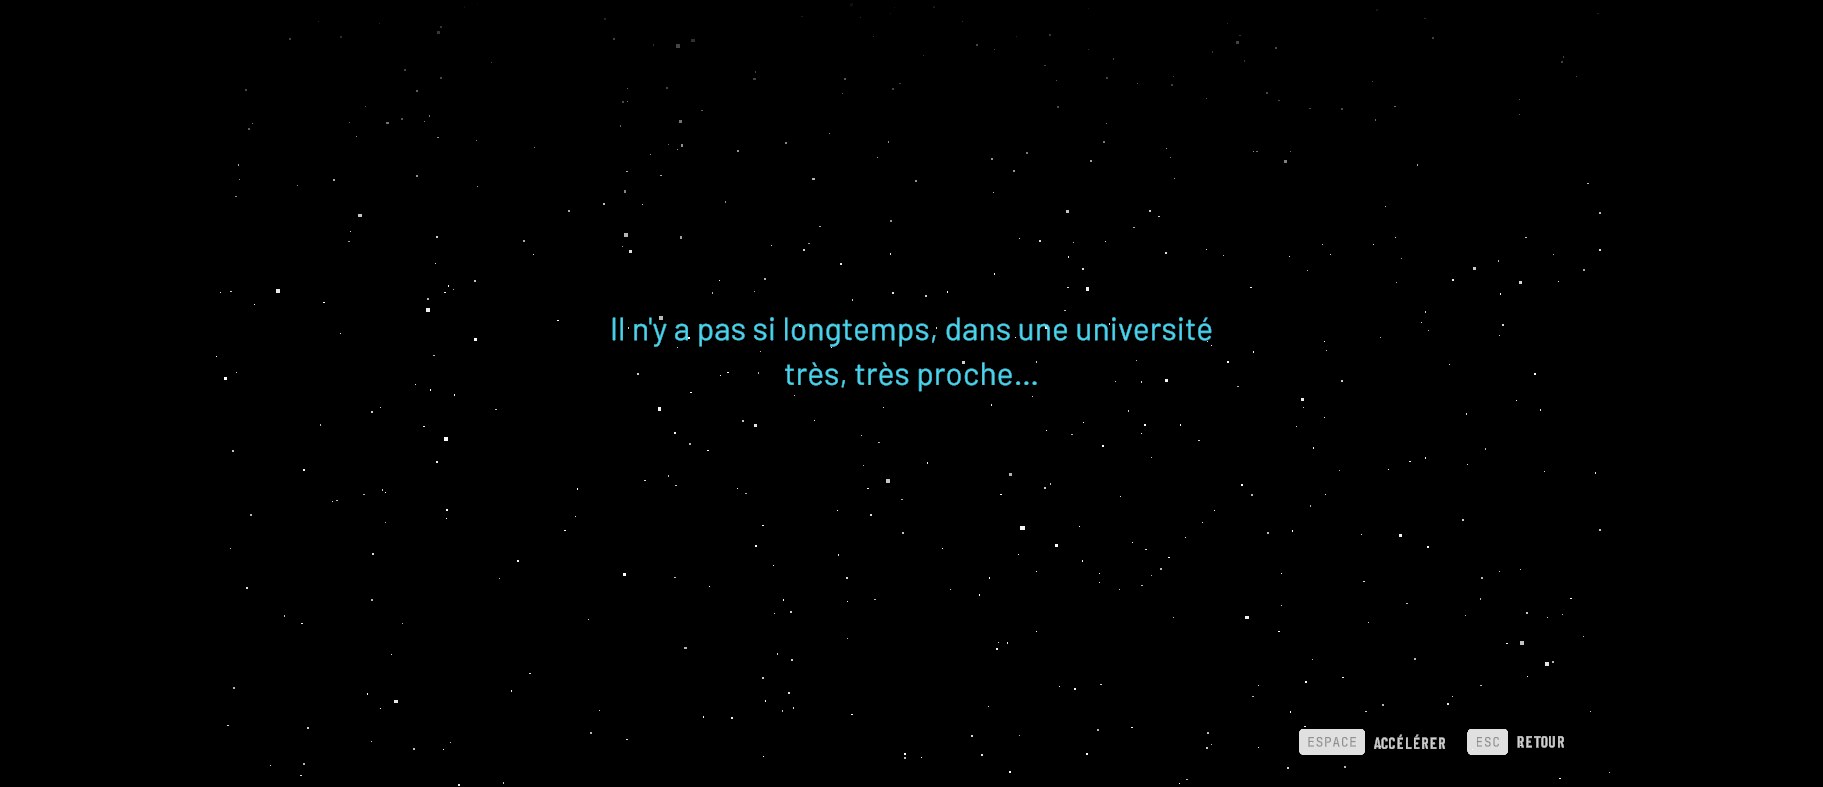 Il n'y a pas si longtemps, dans une université
très, très proche...
ESPACE ACCÉLÉRER ESC RETOUR